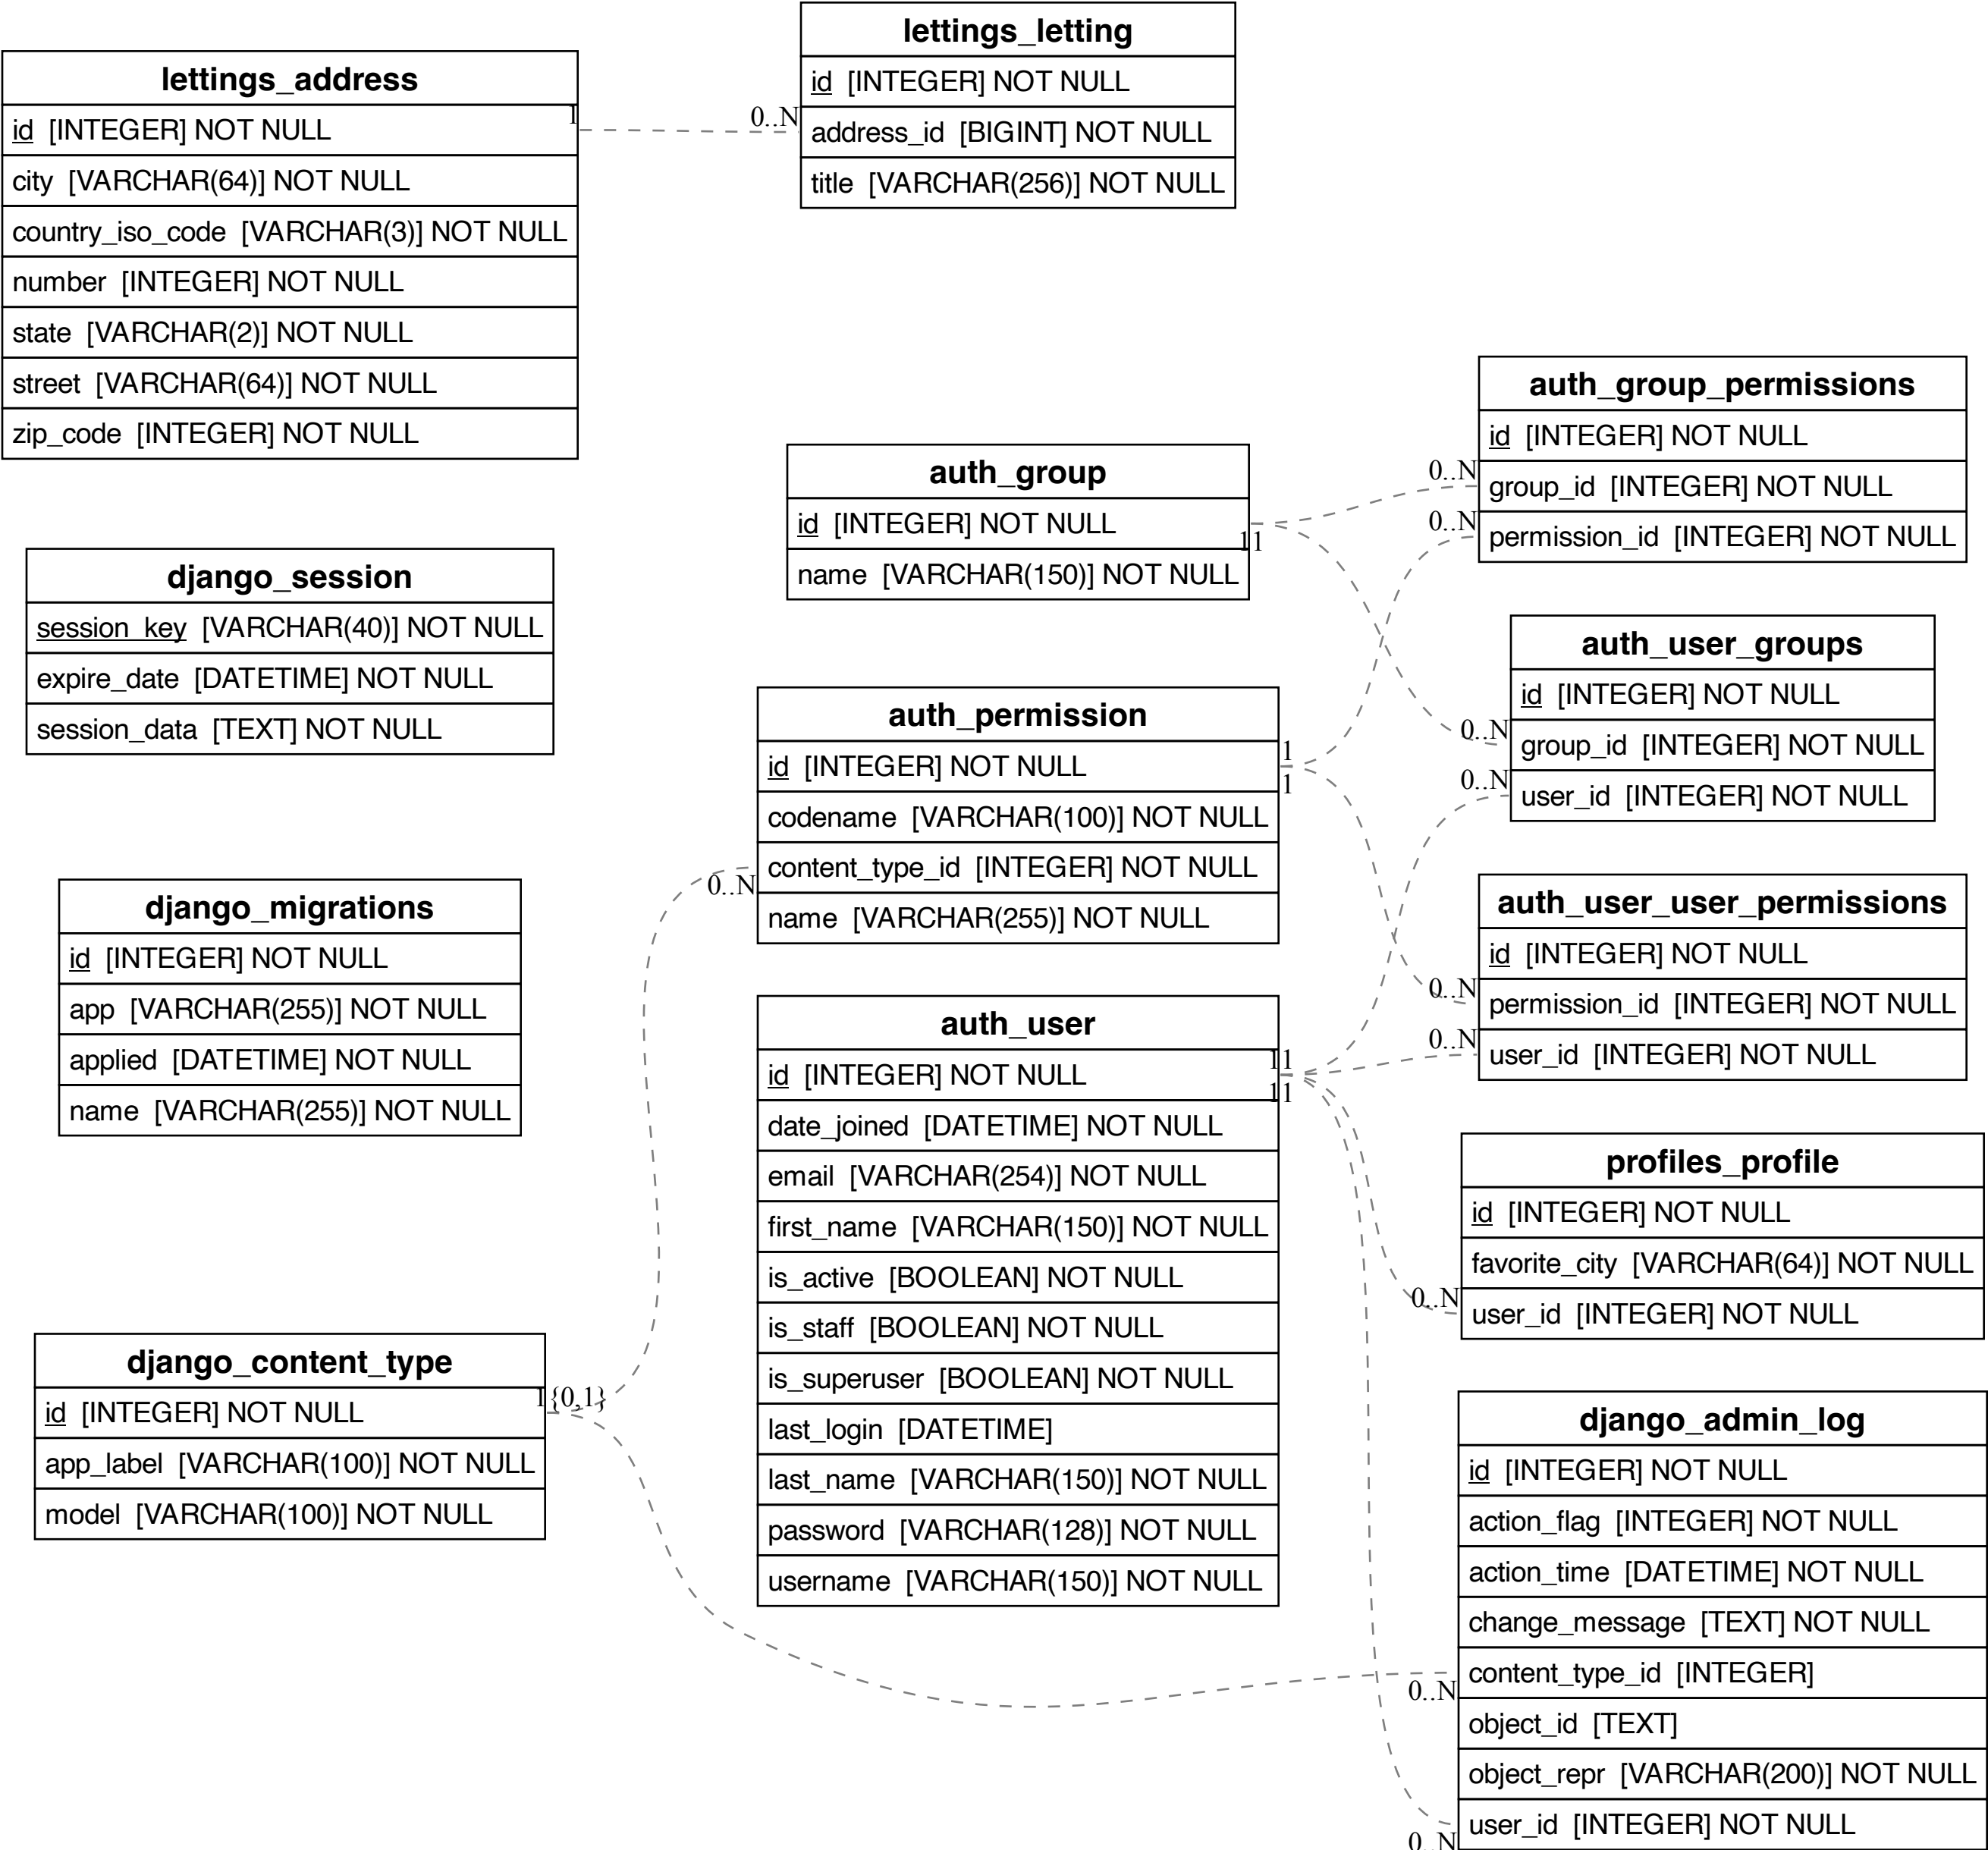 lettings_address
id [INTEGER] NOT NULL
city [VARCHAR(64)] NOT NULL
country_iso_code [VARCHAR(3)] NOT NULL
number [INTEGER] NOT NULL
state [VARCHAR(2)] NOT NULL
street [VARCHAR(64)] NOT NULL
zip_code [INTEGER] NOT NULL
1
0..N
lettings_letting
id [INTEGER] NOT NULL
address_id [BIGINT] NOT NULL
title [VARCHAR(256)] NOT NULL
django_session
session_key [VARCHAR(40)] NOT NULL
expire_date [DATETIME] NOT NULL
session_data [TEXT] NOT NULL
django_migrations
id [INTEGER] NOT NULL
app [VARCHAR(255)] NOT NULL
applied [DATETIME] NOT NULL
name [VARCHAR(255)] NOT NULL
django_content_type
id [INTEGER] NOT NULL
app_label [VARCHAR(100)] NOT NULL
model [VARCHAR(100)] NOT NULL
1{0,1}
auth_group
id [INTEGER] NOT NULL
name [VARCHAR(150)] NOT NULL
11
auth_permission
id [INTEGER] NOT NULL
codename [VARCHAR(100)] NOT NULL
content_type_id [INTEGER] NOT NULL
name [VARCHAR(255)] NOT NULL
0..N
1
1
auth_user
id [INTEGER] NOT NULL
date_joined [DATETIME] NOT NULL
email [VARCHAR(254)] NOT NULL
first_name [VARCHAR(150)] NOT NULL
is_active [BOOLEAN] NOT NULL
is_staff [BOOLEAN] NOT NULL
is_superuser [BOOLEAN] NOT NULL
last_login [DATETIME]
last_name [VARCHAR(150)] NOT NULL
password [VARCHAR(128)] NOT NULL
username [VARCHAR(150)] NOT NULL
11
11
auth_group_permissions
id [INTEGER] NOT NULL
0..N
group_id [INTEGER] NOT NULL
0..N
permission_id [INTEGER] NOT NULL
auth_user_groups
id [INTEGER] NOT NULL
0..N
group_id [INTEGER] NOT NULL
0..N
user_id [INTEGER] NOT NULL
auth_user_user_permissions
id [INTEGER] NOT NULL
0..N
permission_id [INTEGER] NOT NULL
0..N
user_id [INTEGER] NOT NULL
profiles_profile
id [INTEGER] NOT NULL
favorite_city [VARCHAR(64)] NOT NULL
0..N
user_id [INTEGER] NOT NULL
django_admin_log
id [INTEGER] NOT NULL
action_flag [INTEGER] NOT NULL
action_time [DATETIME] NOT NULL
change_message [TEXT] NOT NULL
content_type_id [INTEGER]
0..N
object_id [TEXT]
object_repr [VARCHAR(200)] NOT NULL
user_id [INTEGER] NOT NULL
0..N